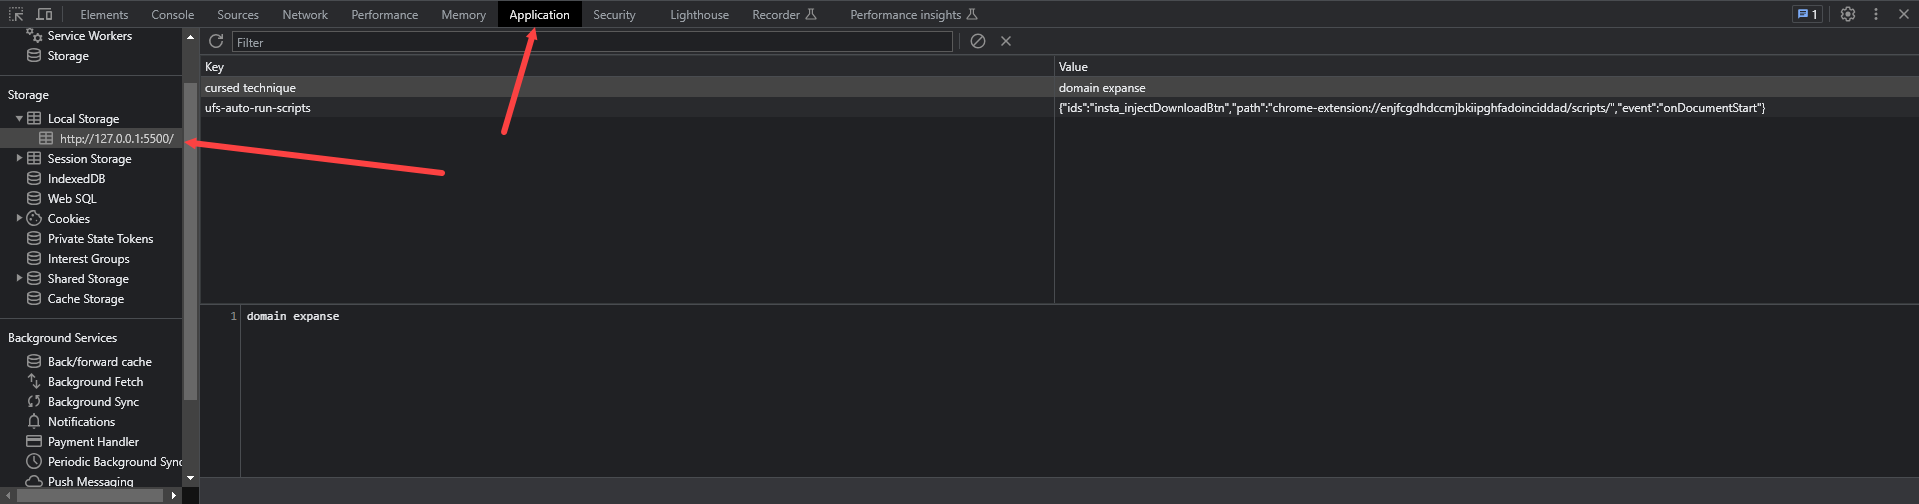 Elements Console Sources Network Performance Memory Application Security Lighthouse Recorder Performance insights 1
Service Workers
Storage
Storage
Local Storage
http://127.0.0.1:5500/
Session Storage
IndexedDB
Web SQL
Cookies
Private State Tokens
Interest Groups
Shared Storage
Cache Storage
Background Services
Back/forward cache
Background Fetch
Background Sync
Notifications
Payment Handler
Periodic Background Sync
Push Messaging
Filter
Key Value
cursed technique domain expanse
ufs-auto-run-scripts {"ids":"insta_injectDownloadBtn","path":"chrome-extension://enjfcgdhdccmjbkiipghfadoinciddad/scripts/","event":"onDocumentStart"}
1 domain expanse